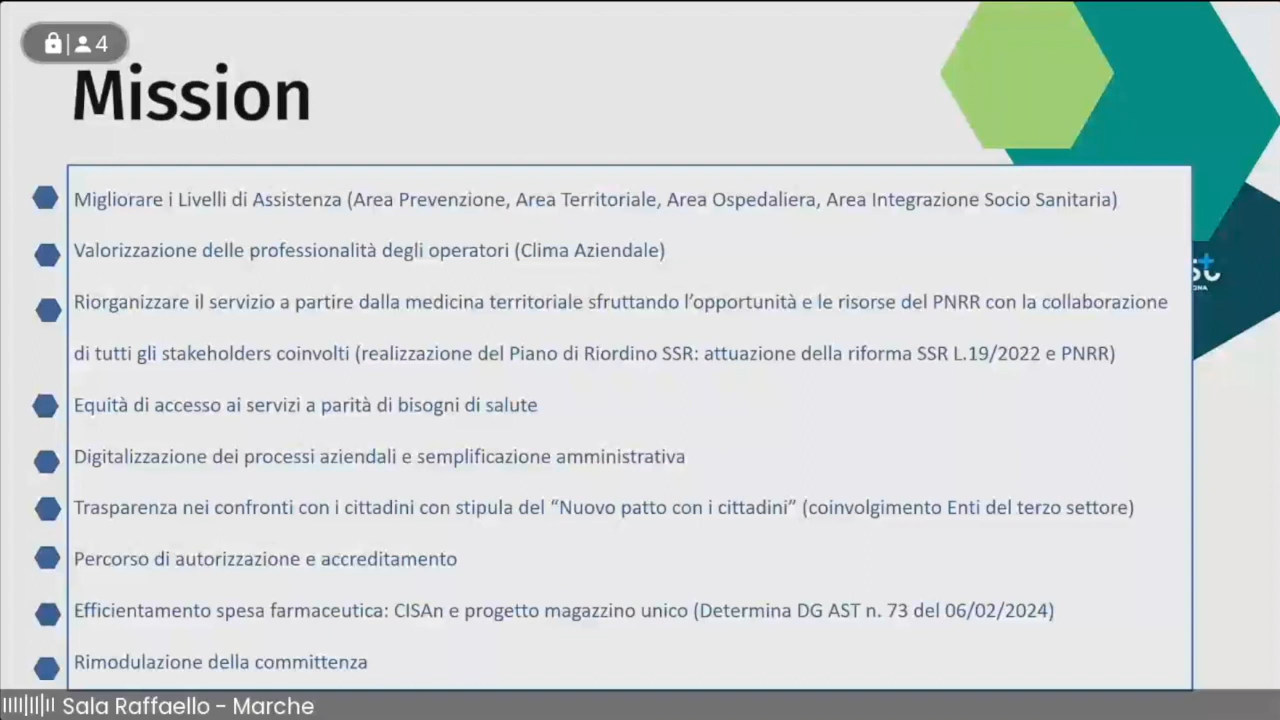 4
Mission
Migliorare i Livelli di Assistenza (Area Prevenzione, Area Territoriale, Area Ospedaliera, Area Integrazione Socio Sanitaria)
Valorizzazione delle professionalità degli operatori (Clima Aziendale)
Riorganizzare il servizio a partire dalla medicina territoriale sfruttando l’opportunità e le risorse del PNRR con la collaborazione
di tutti gli stakeholders coinvolti (realizzazione del Piano di Riordino SSR: attuazione della riforma SSR L.19/2022 e PNRR)
Equità di accesso ai servizi a parità di bisogni di salute
Digitalizzazione dei processi aziendali e semplificazione amministrativa
Trasparenza nei confronti con i cittadini con stipula del “Nuovo patto con i cittadini” (coinvolgimento Enti del terzo settore)
Percorso di autorizzazione e accreditamento
Efficientamento spesa farmaceutica: CISAn e progetto magazzino unico (Determina DG AST n. 73 del 06/02/2024)
Rimodulazione della committenza
Sala Raffaello - Marche